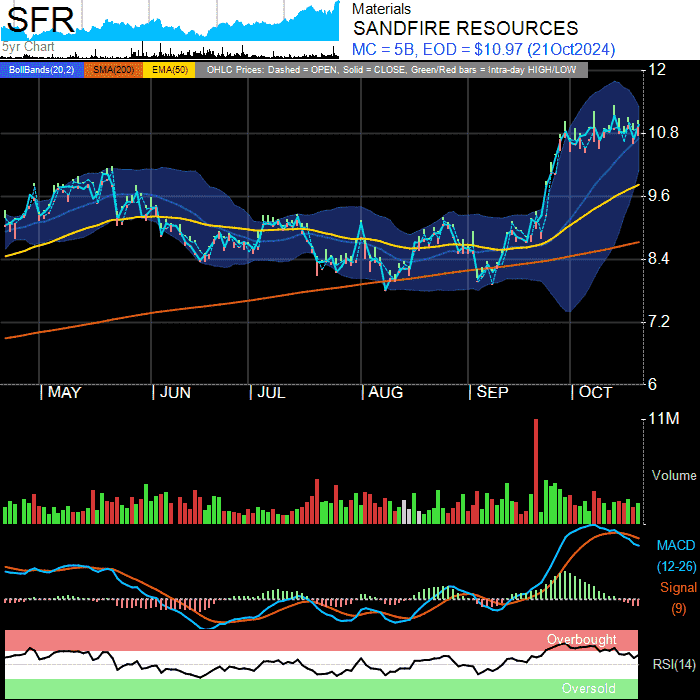 SFR
5yr Chart
Materials
SANDFIRE RESOURCES
MC = 5B, EOD = $10.97 (21Oct2024)
BollBands(20,2) SMA(200) EMA(50) OHLC Prices: Dashed = OPEN, Solid = CLOSE, Green/Red bars = Intra-day HIGH/LOW
12
10.8
9.6
8.4
7.2
6
MAY JUN JUL AUG SEP OCT
11M
Volume
MACD
(12-26)
Signal
(9)
Overbought
RSI(14)
Oversold